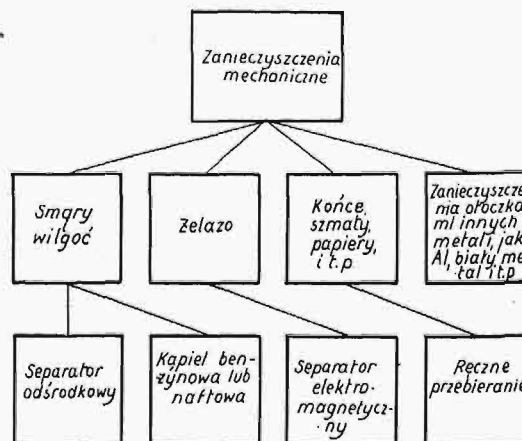 Zanieczyszczenia
mechaniczne
Smary
wilgoć
Żelazo
Końce,
szmaty,
papiery,
i t.p
Zanieczyszcze
nia otoczka
mi innych
metali, jak
Al, biały me
tal i t.p
Separator
odśrodkowy
Kąpiel ben-
zynowa lub
naftowa
Separator
elektro-
magnetycz-
ny
Ręczne
przebieranie